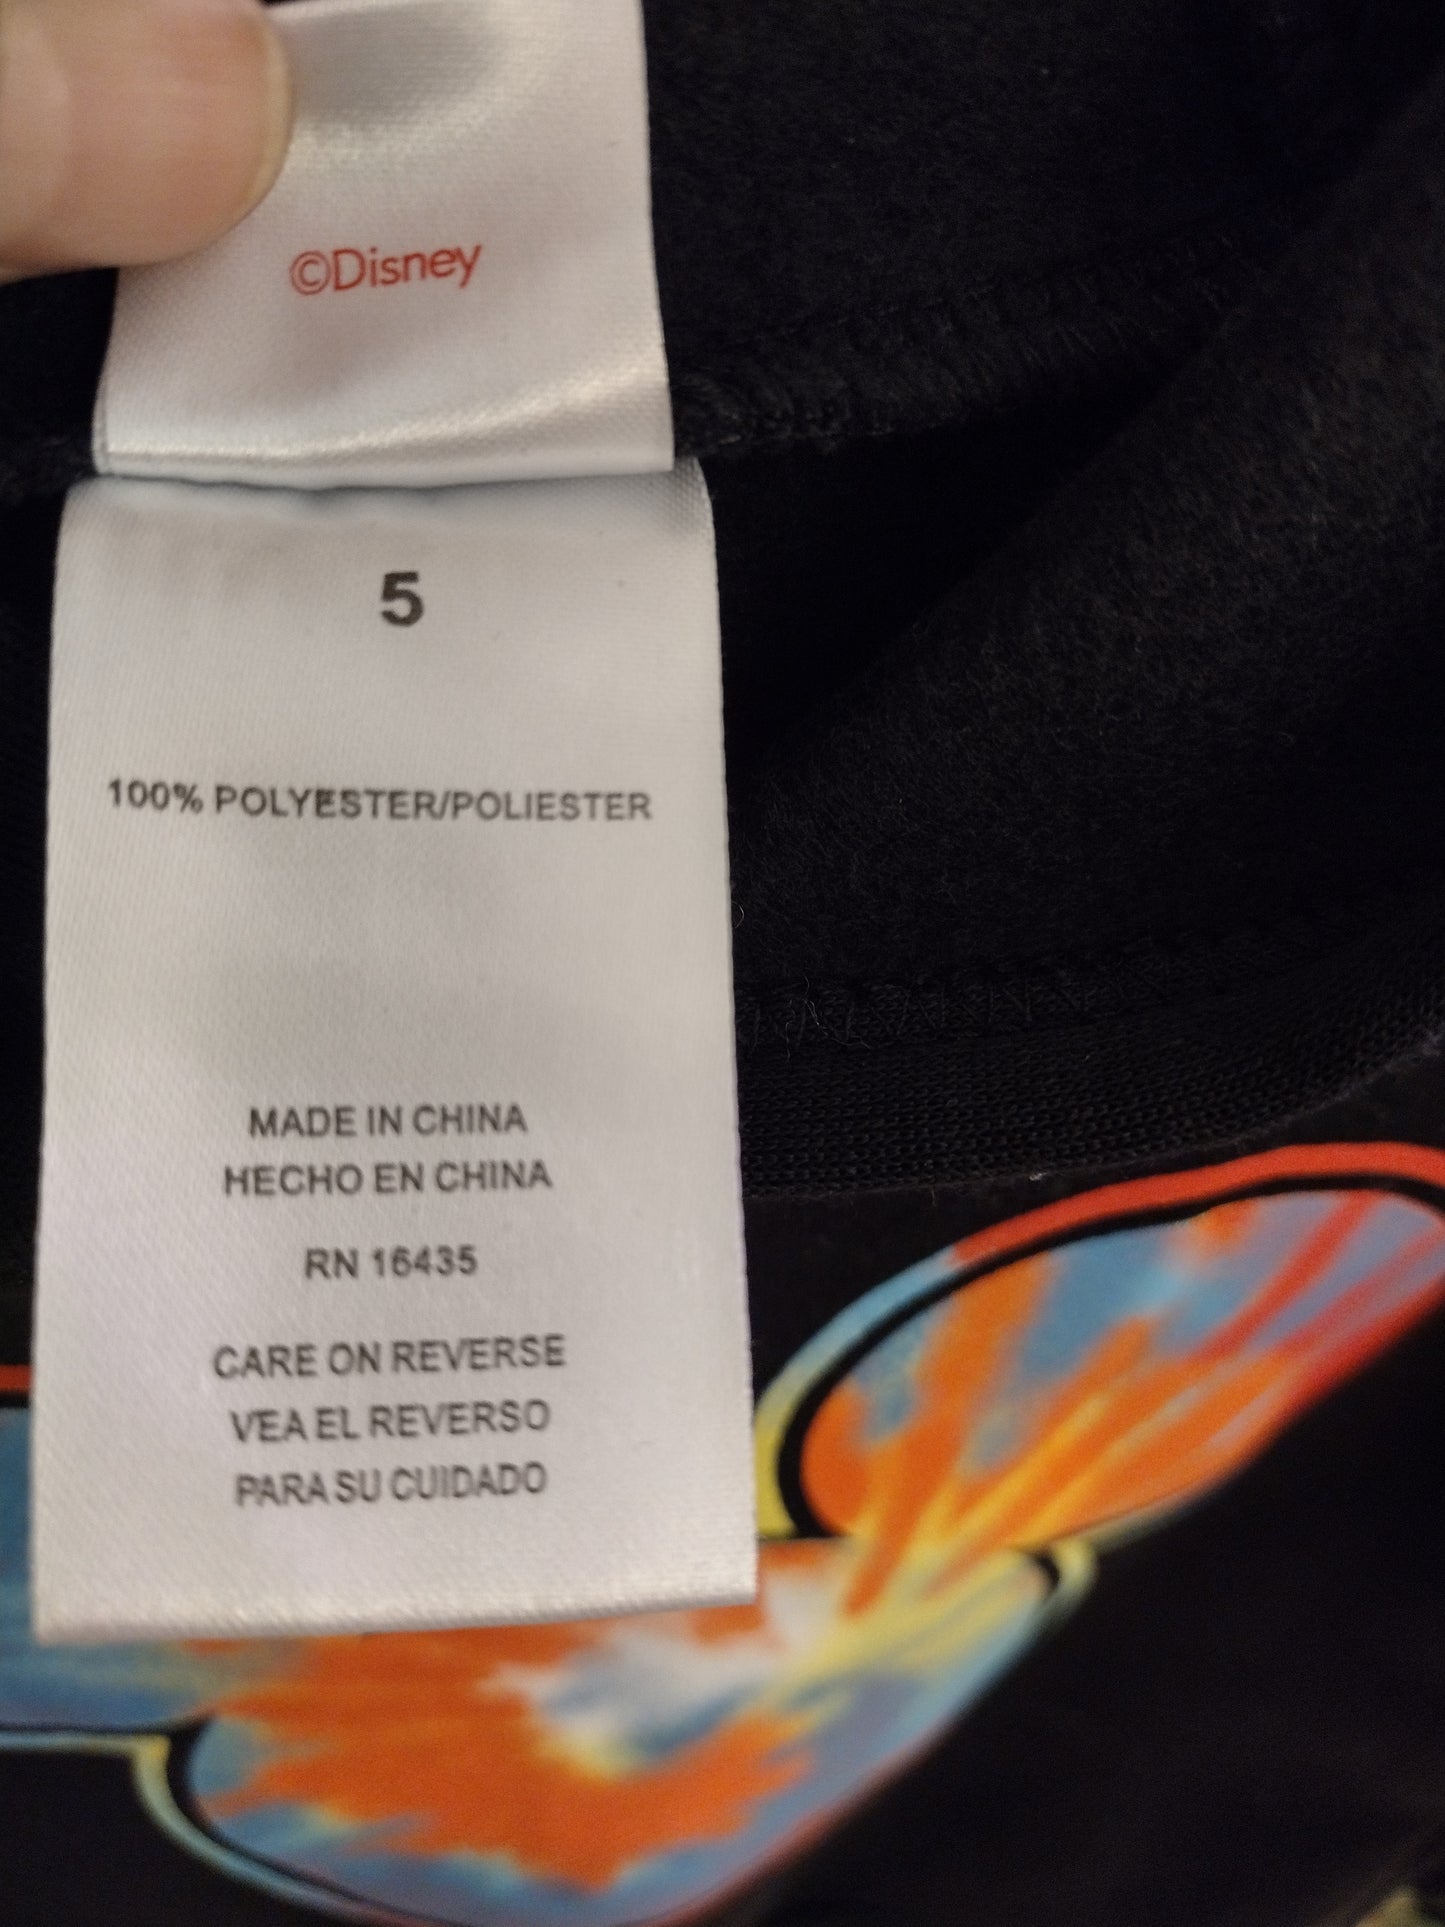 ©Disney
5
100% POLYESTER/POLIESTER
MADE IN CHINA
HECHO EN CHINA
RN 16435
CARE ON REVERSE
VEA EL REVERSO
PARA SU CUIDADO